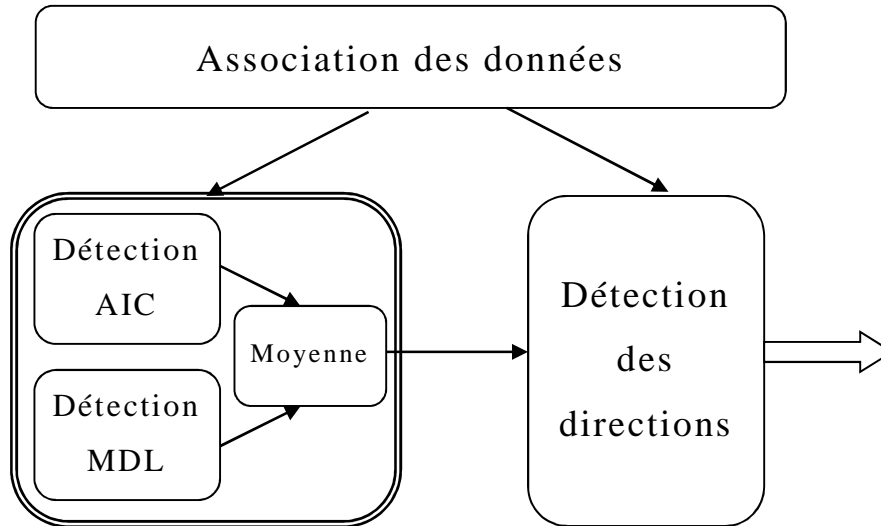 Association des données
Détection
AIC
Moyenne
Détection
MDL
Détection
des
directions